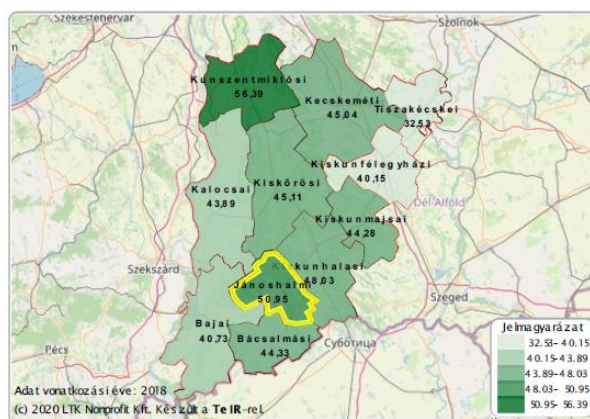 Székesfehérvár
Szolnok
Kunszentmiklósi
56,39
Kecskeméti
45,04
Tiszakécskei
32,53
Kiskunfélegyházi
40,15
Kalocsai
43,89
Kiskőrösi
45,11
Dél-Alföld
Kiskunmajsai
44,28
Szekszárd
Kiskunhalasi
48,03
Jánoshalmi
50,95
Szeged
Bajai
40,73
Bácsalmási
44,33
Суботица
Pécs
Jelmagyarázat
32.53– 40.15
40.15– 43.89
43.89– 48.03
48.03– 50.95
50.95– 56.39
Adat vonatkozási éve: 2018
(c) 2020 LTK Nonprofit Kft. Készült a TeIR-rel.